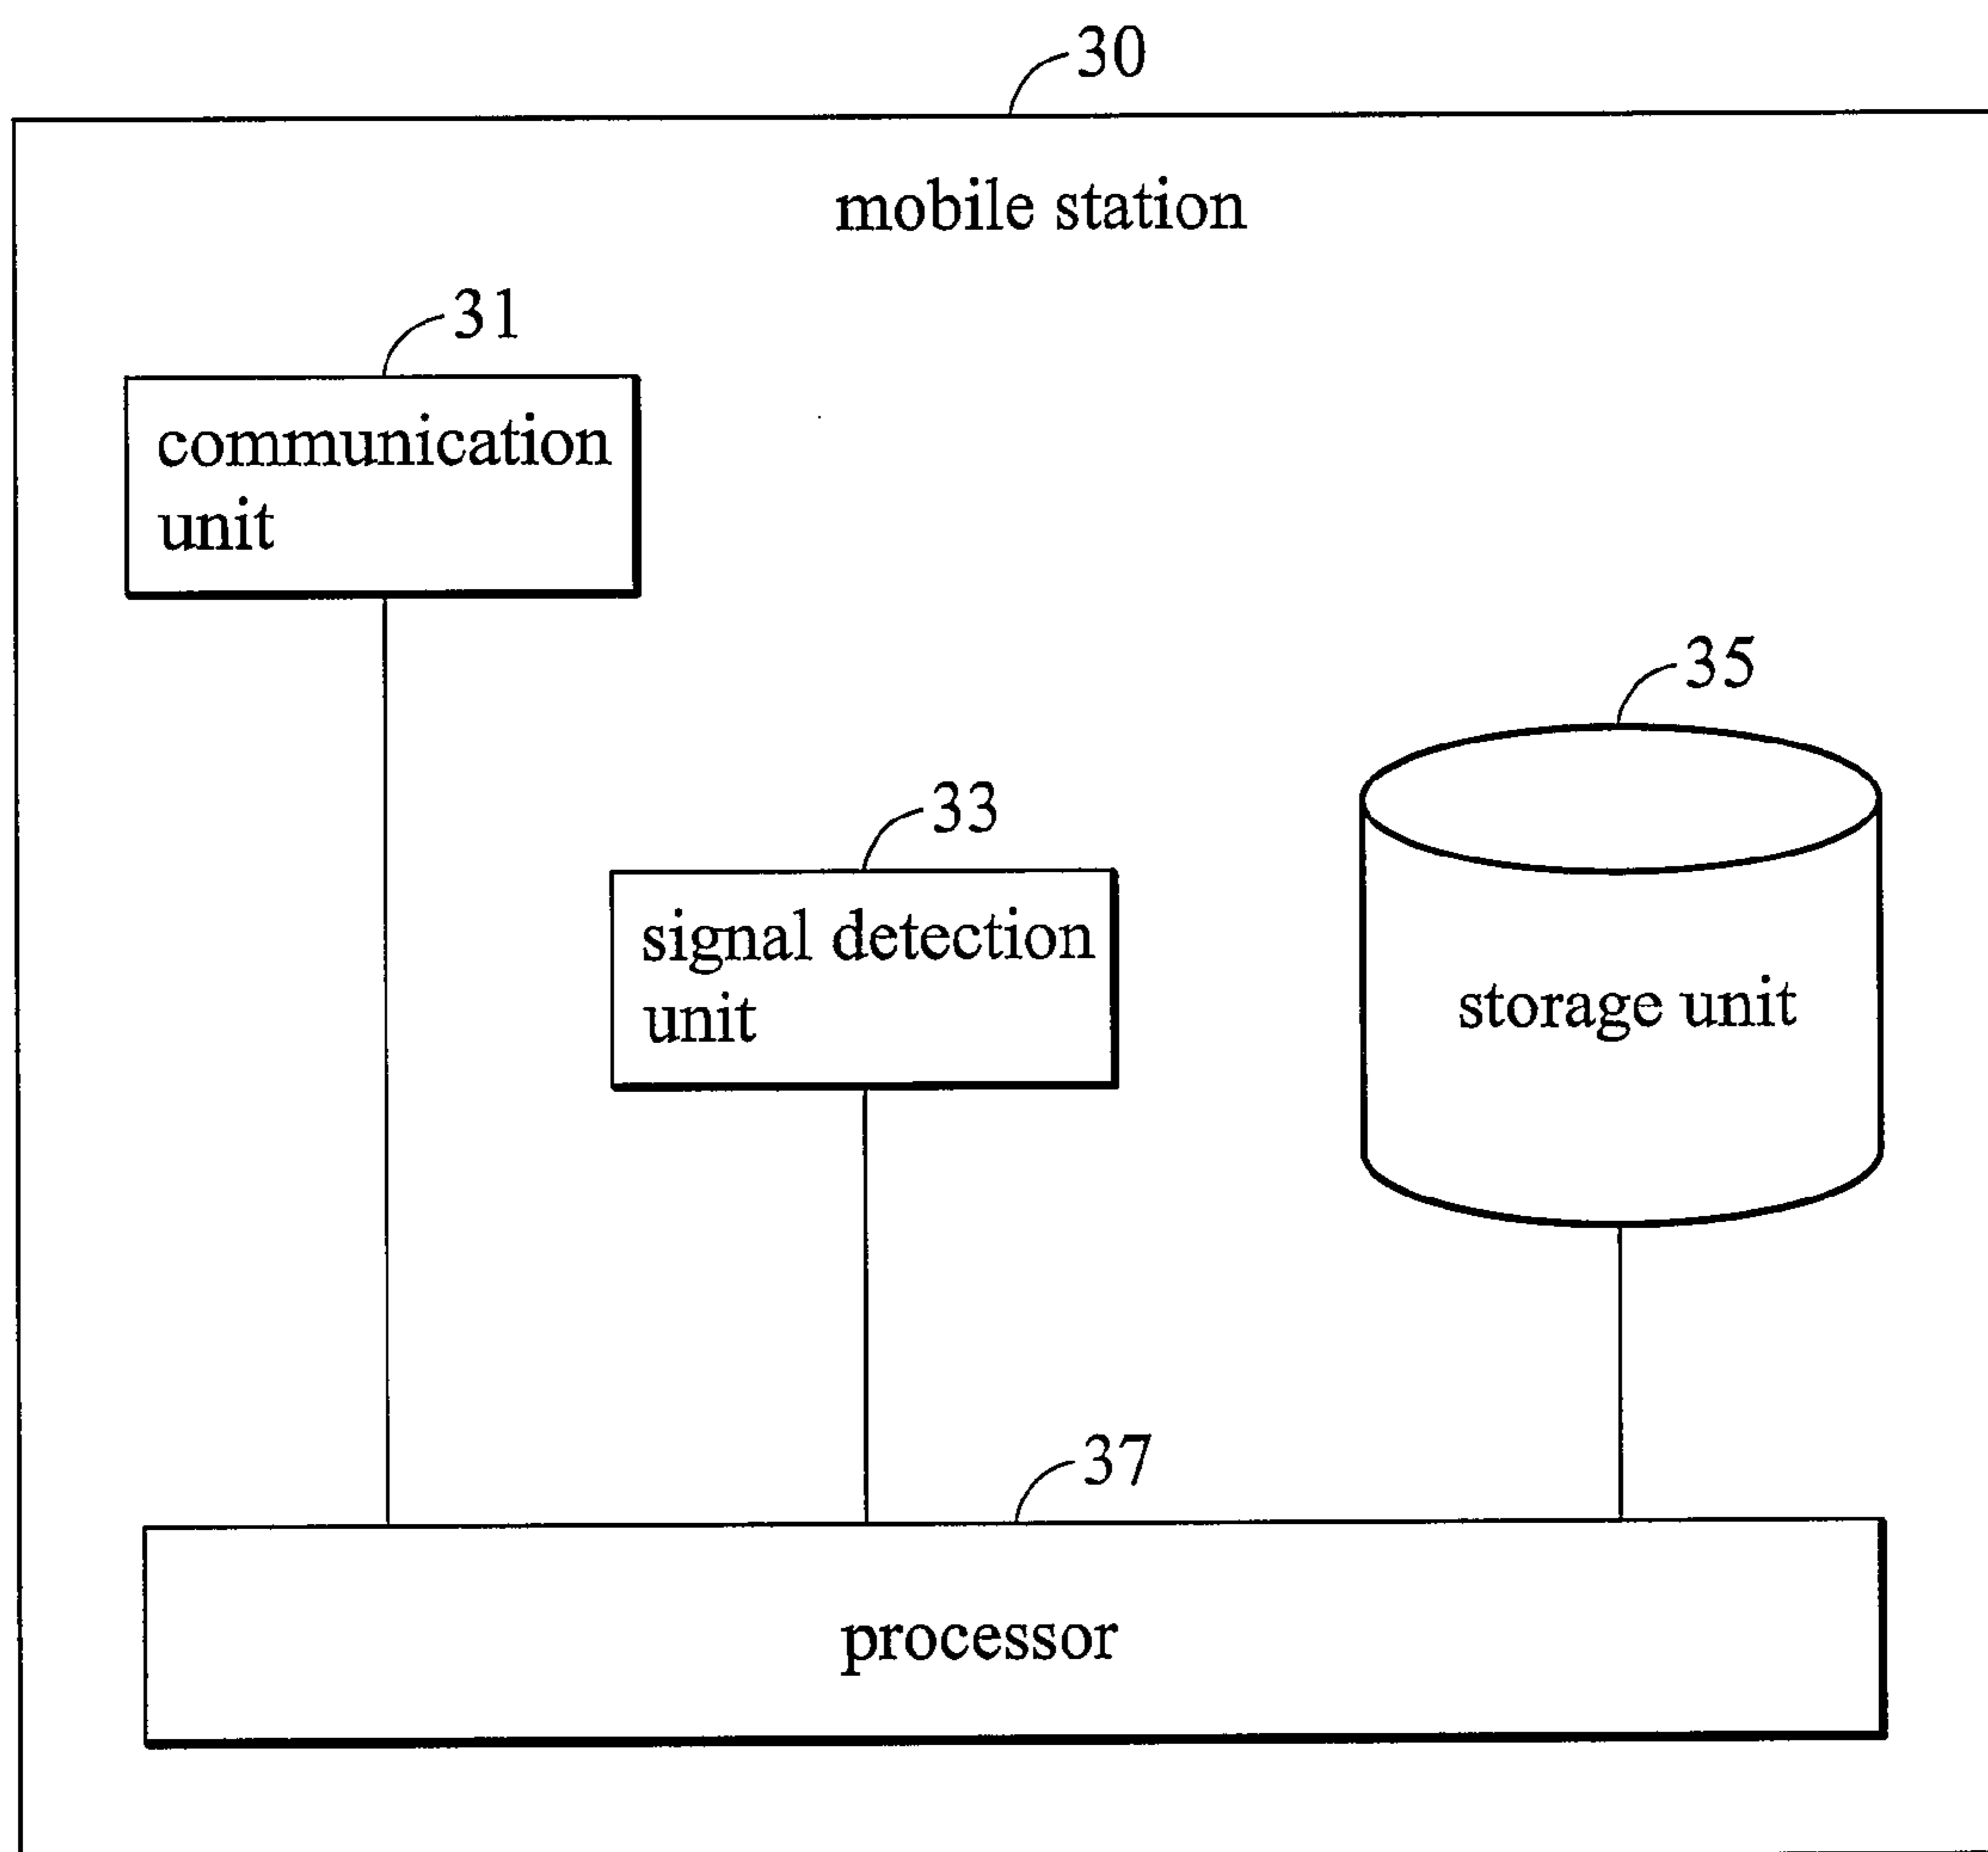 30
mobile station
31
communication
unit
35
33
signal detection
unit
storage unit
37
processor